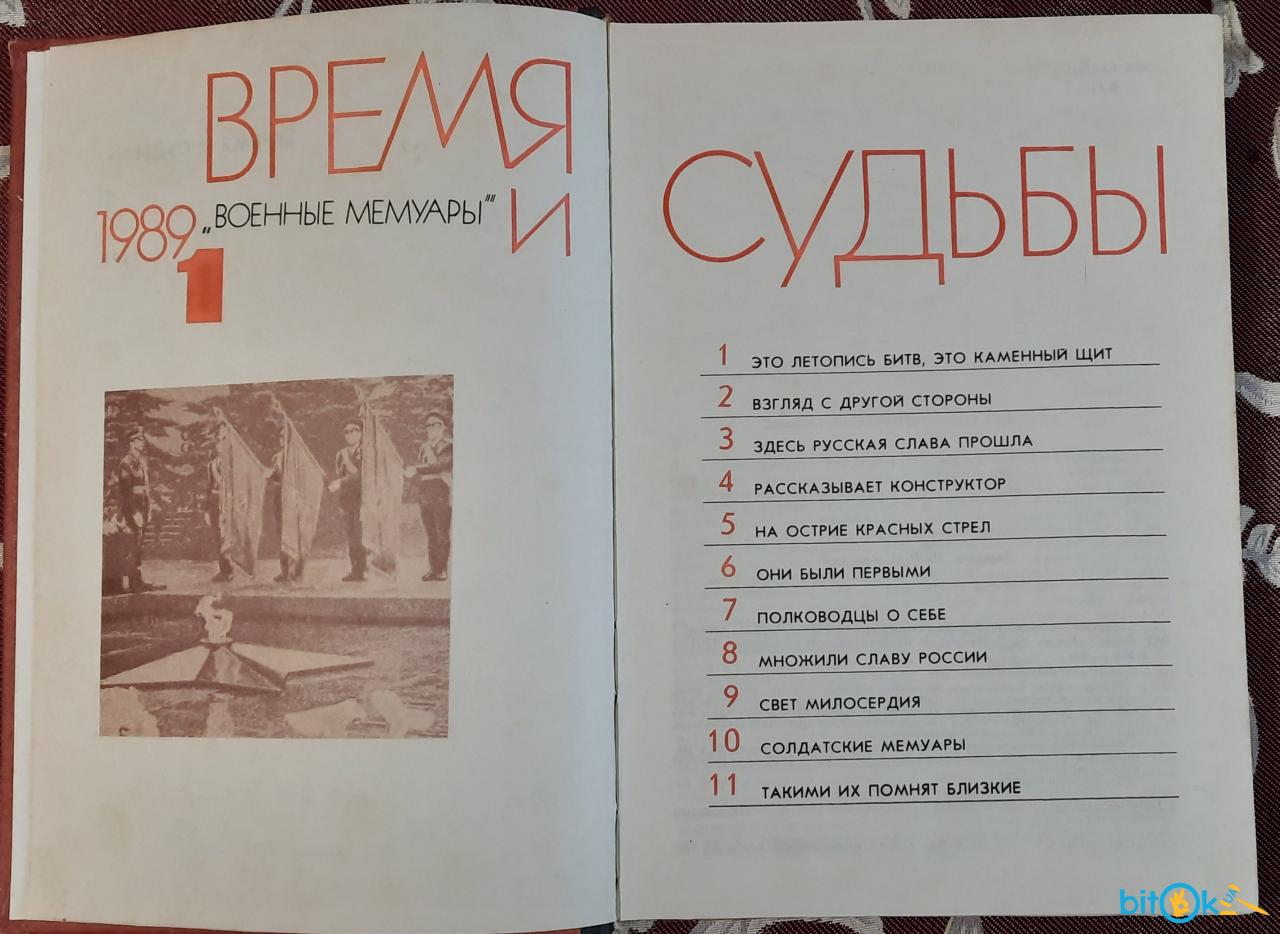 ВРЕМЯ
1989 „ВОЕННЫЕ МЕМУАРЫ" И
1
СУДЬБЫ
1 ЭТО ЛЕТОПИСЬ БИТВ, ЭТО КАМЕННЫЙ ЩИТ
2 ВЗГЛЯД С ДРУГОЙ СТОРОНЫ
3 ЗДЕСЬ РУССКАЯ СЛАВА ПРОШЛА
4 РАССКАЗЫВАЕТ КОНСТРУКТОР
5 НА ОСТРИЕ КРАСНЫХ СТРЕЛ
6 ОНИ БЫЛИ ПЕРВЫМИ
7 ПОЛКОВОДЦЫ О СЕБЕ
8 МНОЖИЛИ СЛАВУ РОССИИ
9 СВЕТ МИЛОСЕРДИЯ
10 СОЛДАТСКИЕ МЕМУАРЫ
11 ТАКИМИ ИХ ПОМНЯТ БЛИЗКИЕ
bitOk UA